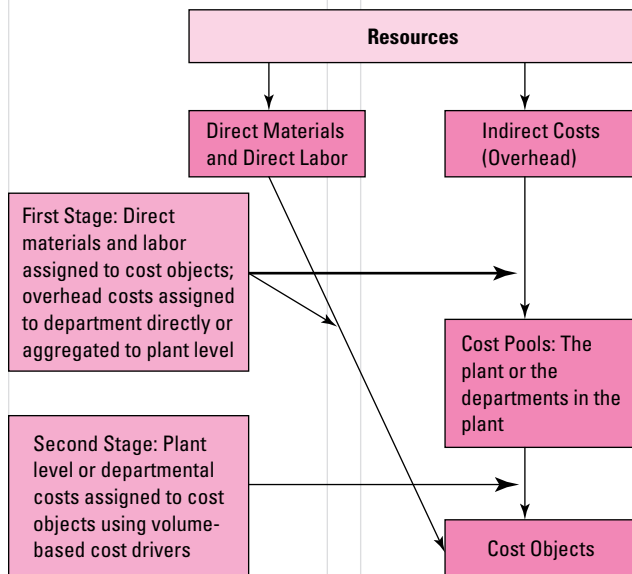 Resources
Direct Materials
and Direct Labor
Indirect Costs
(Overhead)
First Stage: Direct
materials and labor
assigned to cost objects;
overhead costs assigned
to department directly or
aggregated to plant level
Cost Pools: The
plant or the
departments in the
plant
Second Stage: Plant
level or departmental
costs assigned to cost
objects using volume-
based cost drivers
Cost Objects